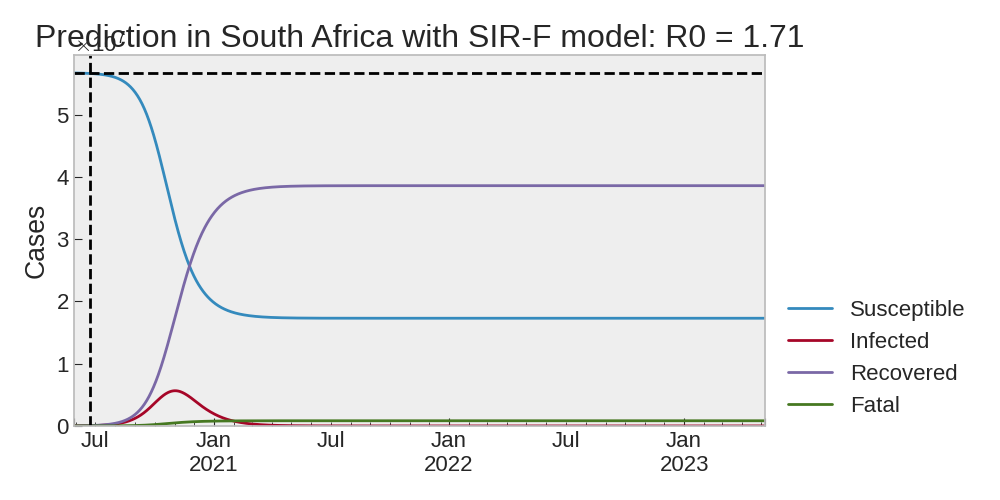 Prediction in South Africa with SIR-F model: R0 = 1.71
×10⁷
5
4
3
2
1
0
Cases
Jul
Jan
2021
Jul
Jan
2022
Jul
Jan
2023
Susceptible
Infected
Recovered
Fatal